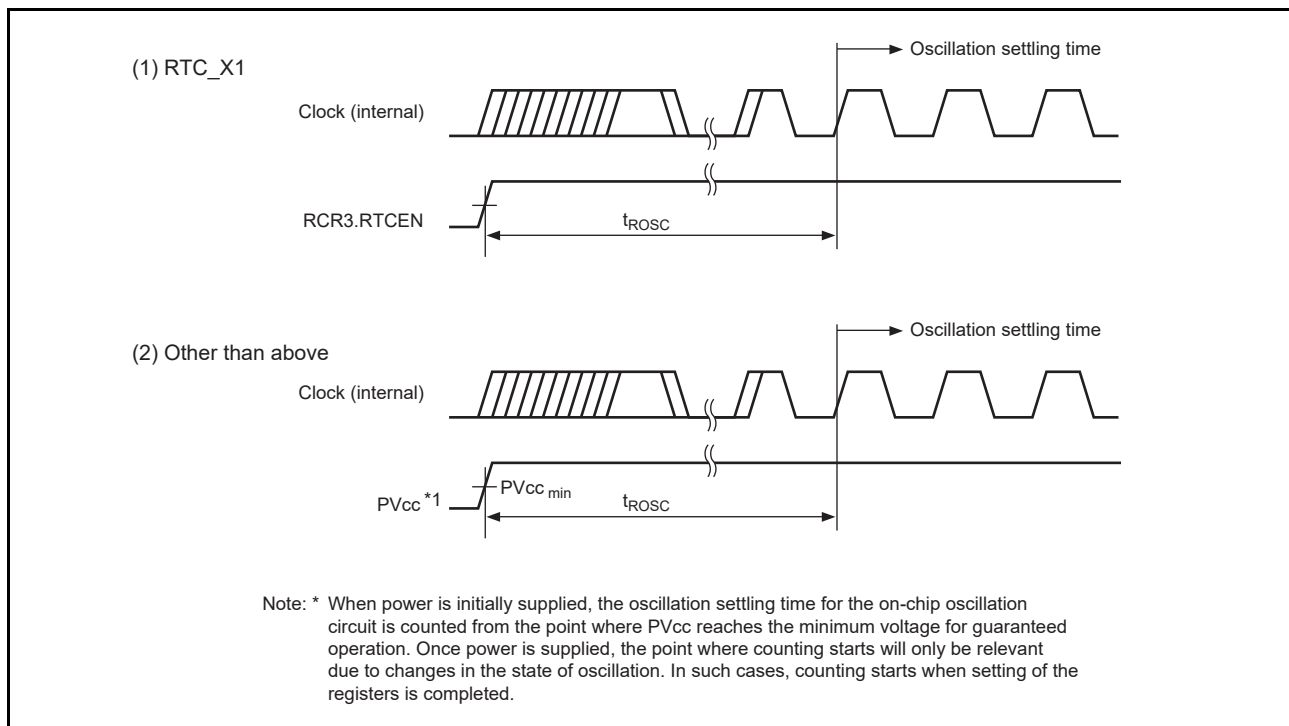 Oscillation settling time
(1) RTC_X1
Clock (internal)
RCR3.RTCEN
tROSC
Oscillation settling time
(2) Other than above
Clock (internal)
PVcc *1
PVcc min
tROSC
Note: * When power is initially supplied, the oscillation settling time for the on-chip oscillation
circuit is counted from the point where PVcc reaches the minimum voltage for guaranteed
operation. Once power is supplied, the point where counting starts will only be relevant
due to changes in the state of oscillation. In such cases, counting starts when setting of the
registers is completed.